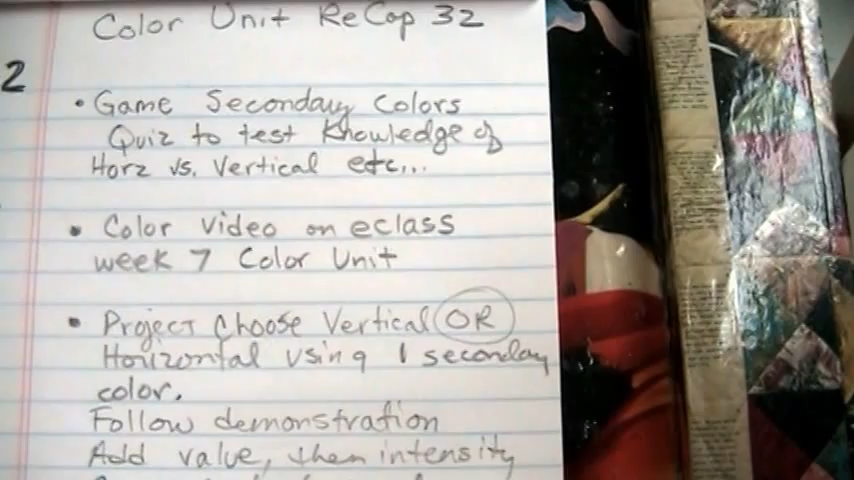 Color Unit ReCap 32
2
• Game Secondary Colors
Quiz to test Knowledge of
Horz vs. Vertical etc...
• Color video on eclass
week 7 Color Unit
• Project Choose Vertical OR
Horizontal using 1 secondary
color.
Follow demonstration
Add value, then intensity